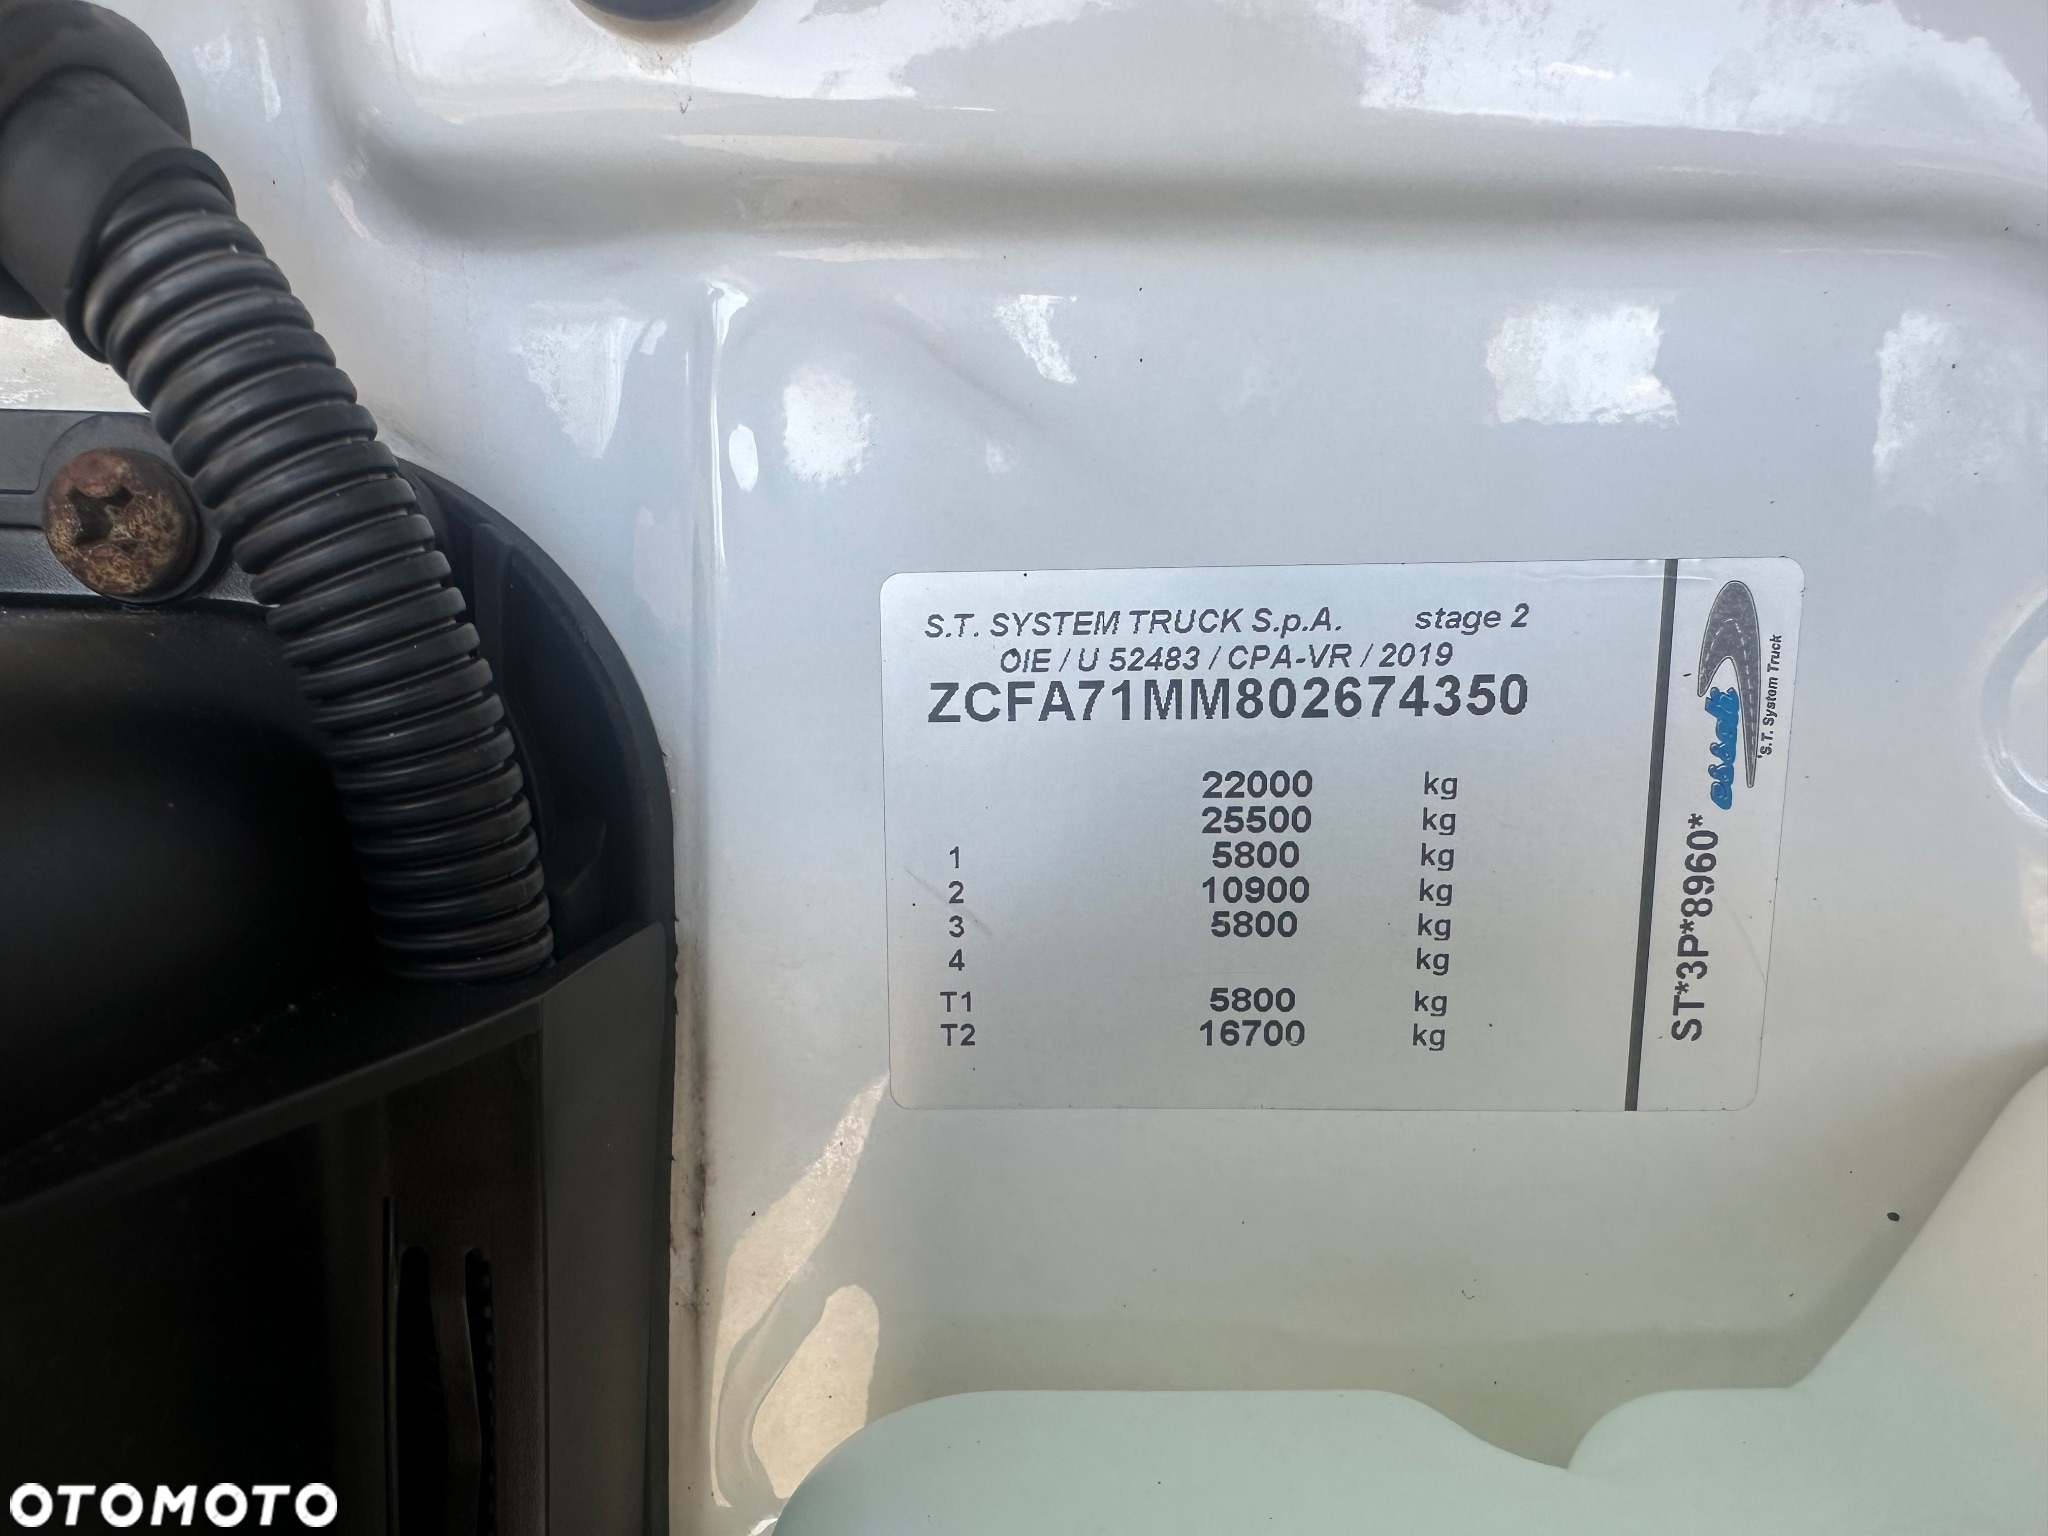 S.T. SYSTEM TRUCK S.p.A. stage 2
OIE / U 52483 / CPA-VR / 2019
ZCFA71MM802674350
22000 kg
25500 kg
1 5800 kg
2 10900 kg
3 5800 kg
4 kg
T1 5800 kg
T2 16700 kg
ST*3P*8960*
S.T. System Truck
OTOMOTO